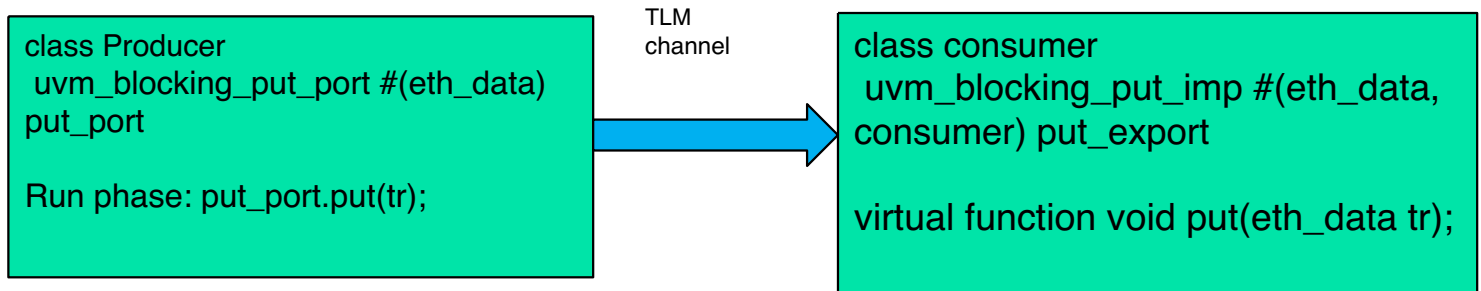 class Producer
uvm_blocking_put_port #(eth_data)
put_port
Run phase: put_port.put(tr);
TLM
channel
class consumer
uvm_blocking_put_imp #(eth_data,
consumer) put_export
virtual function void put(eth_data tr);